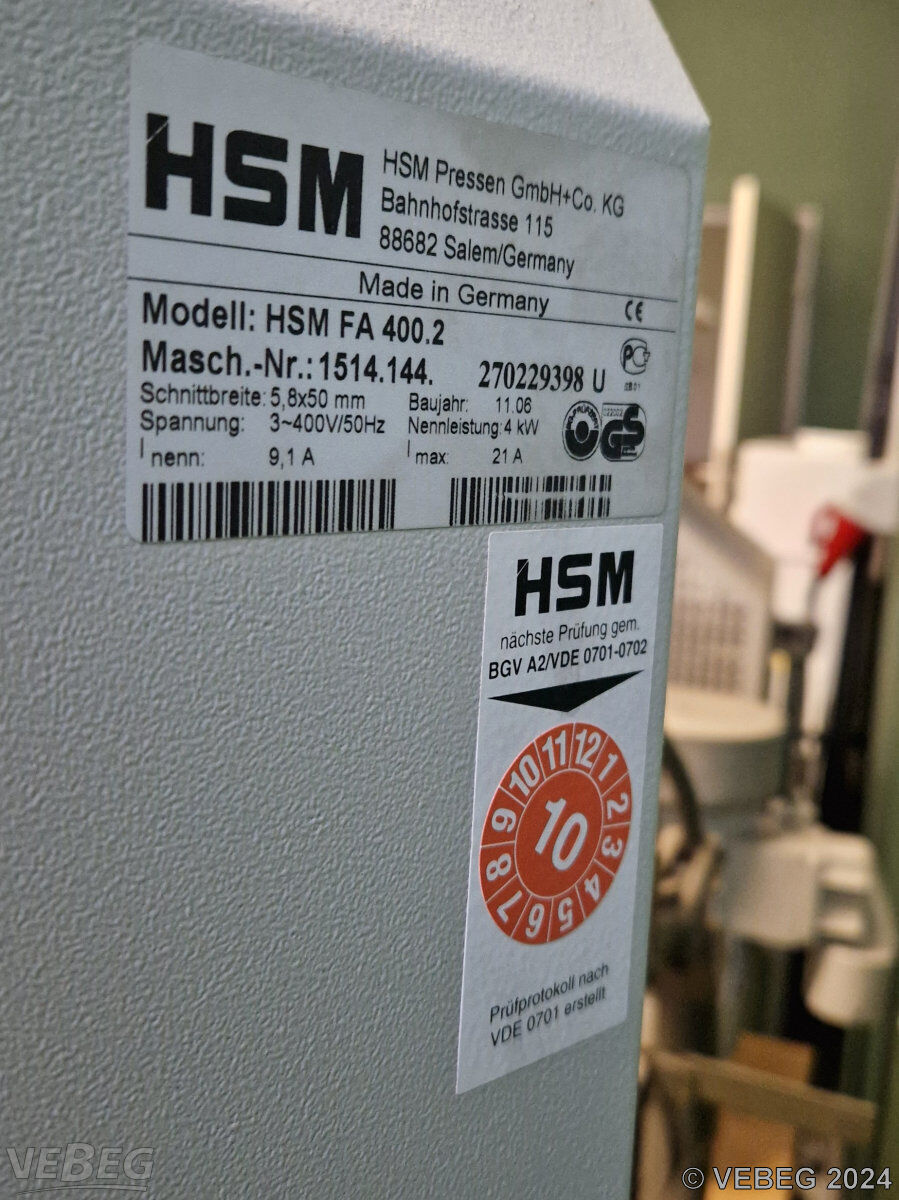 HSM
HSM Pressen GmbH+Co. KG
Bahnhofstrasse 115
88682 Salem/Germany
Made in Germany
CE
Modell: HSM FA 400.2
Masch.-Nr.: 1514.144. 270229398 U
Schnittbreite: 5,8x50 mm Baujahr: 11.06
Spannung: 3~400V/50Hz Nennleistung: 4 kW
I nenn: 9,1 A I max: 21 A
GS
HSM
nächste Prüfung gem.
BGV A2/VDE 0701-0702
12 1 2 3 4 5 6 7 8 9 10 11
10
Prüfprotokoll nach
VDE 0701 erstellt
VEBEG
© VEBEG 2024